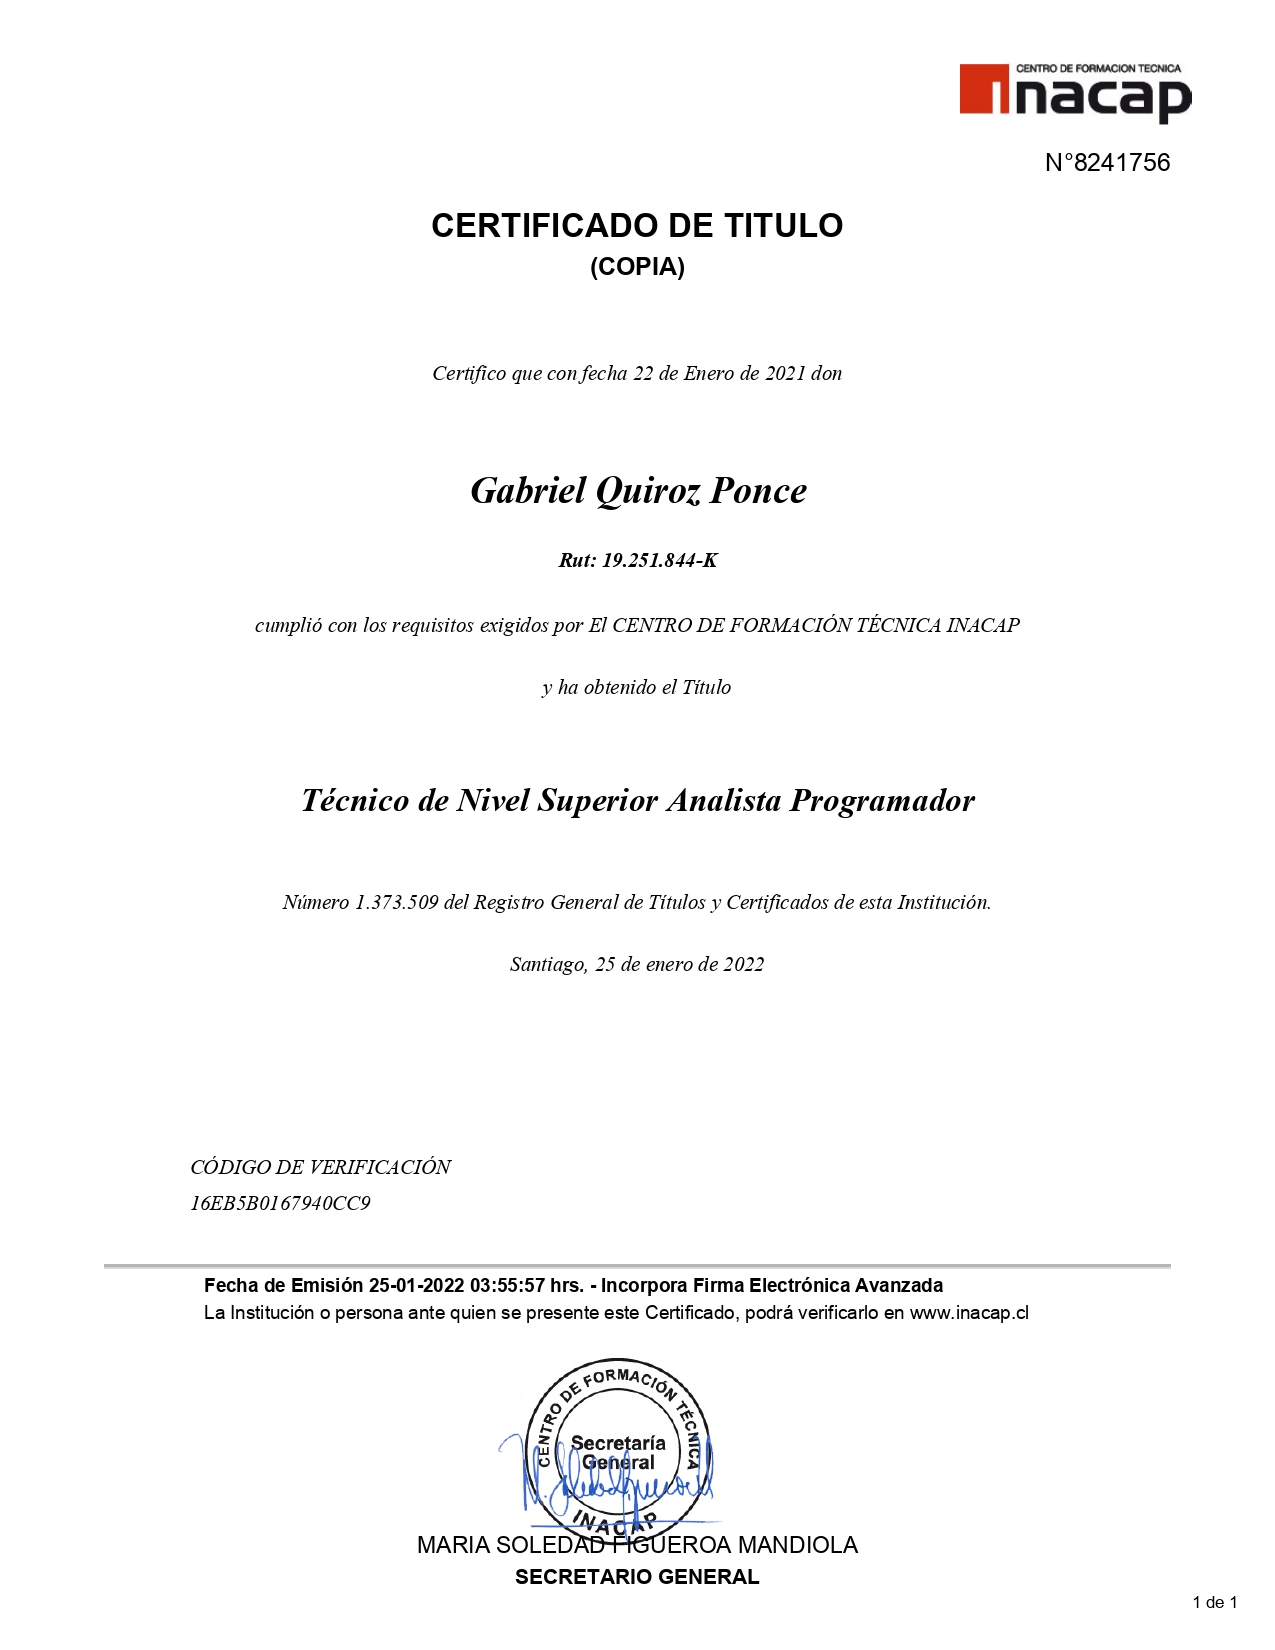 CENTRO DE FORMACION TECNICA
inacap
N°8241756
CERTIFICADO DE TITULO
(COPIA)
Certifico que con fecha 22 de Enero de 2021 don
Gabriel Quiroz Ponce
Rut: 19.251.844-K
cumplió con los requisitos exigidos por El CENTRO DE FORMACIÓN TÉCNICA INACAP
y ha obtenido el Título
Técnico de Nivel Superior Analista Programador
Número 1.373.509 del Registro General de Títulos y Certificados de esta Institución.
Santiago, 25 de enero de 2022
CÓDIGO DE VERIFICACIÓN
16EB5B0167940CC9
Fecha de Emisión 25-01-2022 03:55:57 hrs. - Incorpora Firma Electrónica Avanzada
La Institución o persona ante quien se presente este Certificado, podrá verificarlo en www.inacap.cl
CENTRO DE FORMACIÓN TÉCNICA
Secretaría
General
INACAP
MARIA SOLEDAD FIGUEROA MANDIOLA
SECRETARIO GENERAL
1 de 1